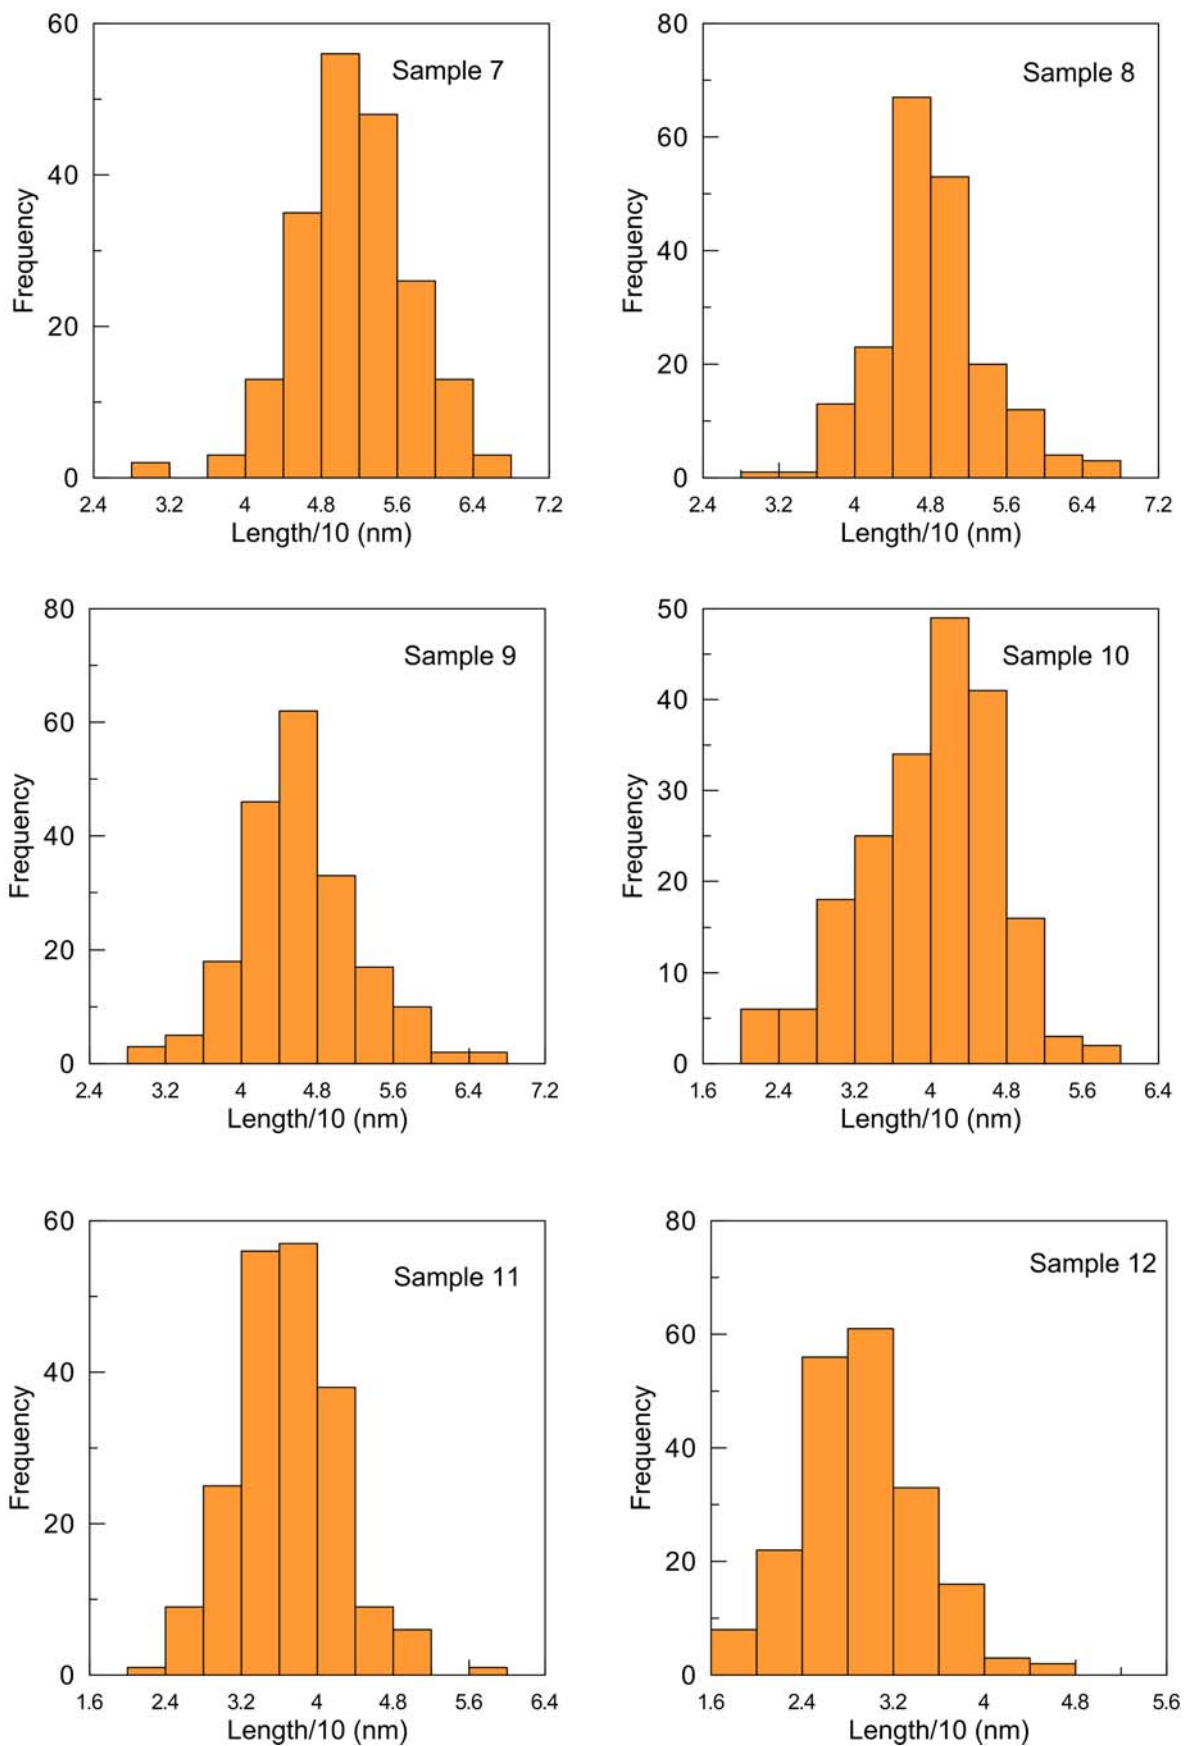 60
40
20
0
Frequency
Sample 7
2.4 3.2 4 4.8 5.6 6.4 7.2
Length/10 (nm)
80
60
40
20
0
Frequency
Sample 8
2.4 3.2 4 4.8 5.6 6.4 7.2
Length/10 (nm)
80
60
40
20
0
Frequency
Sample 9
2.4 3.2 4 4.8 5.6 6.4 7.2
Length/10 (nm)
50
40
30
20
10
0
Frequency
Sample 10
1.6 2.4 3.2 4 4.8 5.6 6.4
Length/10 (nm)
60
40
20
0
Frequency
Sample 11
1.6 2.4 3.2 4 4.8 5.6 6.4
Length/10 (nm)
80
60
40
20
0
Frequency
Sample 12
1.6 2.4 3.2 4 4.8 5.6
Length/10 (nm)